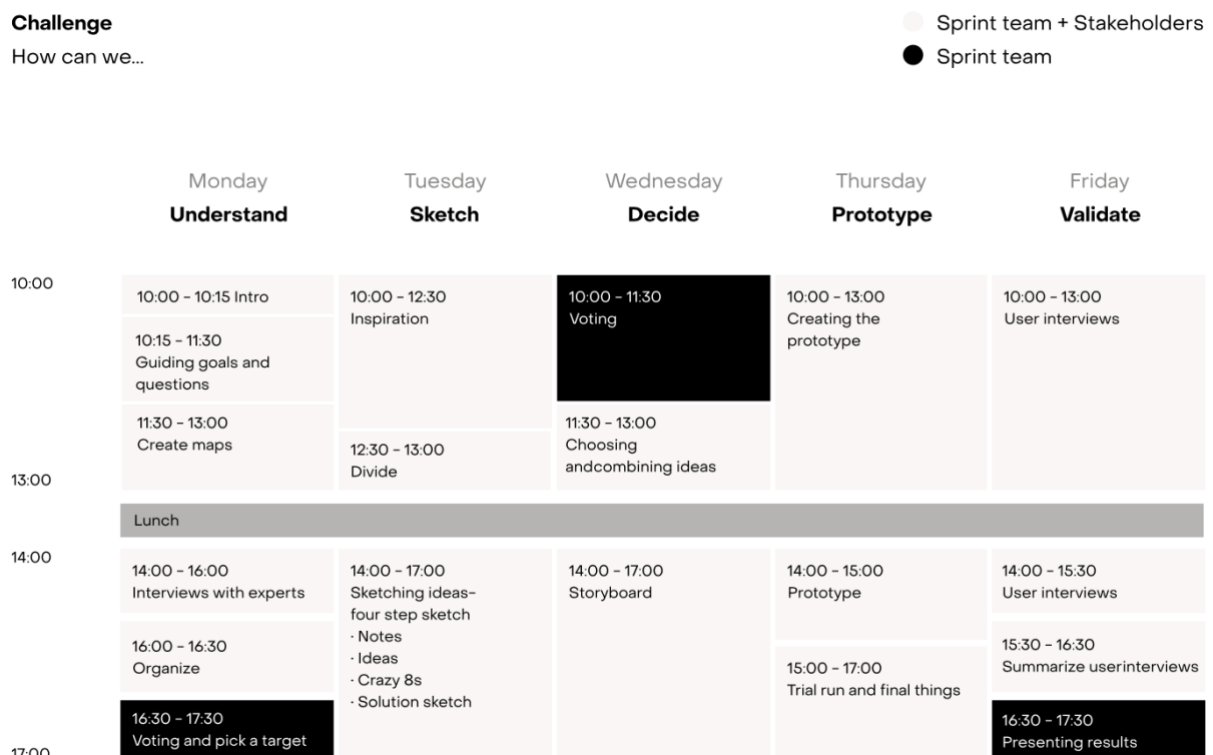 Challenge
How can we...
Sprint team + Stakeholders
Sprint team
Monday
Understand
Tuesday
Sketch
Wednesday
Decide
Thursday
Prototype
Friday
Validate
10:00
13:00
14:00
17:00
10:00 – 10:15 Intro
10:15 – 11:30
Guiding goals and
questions
11:30 – 13:00
Create maps
10:00 – 12:30
Inspiration
12:30 – 13:00
Divide
10:00 – 11:30
Voting
11:30 – 13:00
Choosing
andcombining ideas
10:00 – 13:00
Creating the
prototype
10:00 – 13:00
User interviews
Lunch
14:00 – 16:00
Interviews with experts
16:00 – 16:30
Organize
16:30 – 17:30
Voting and pick a target
14:00 – 17:00
Sketching ideas–
four step sketch
· Notes
· Ideas
· Crazy 8s
· Solution sketch
14:00 – 17:00
Storyboard
14:00 – 15:00
Prototype
15:00 – 17:00
Trial run and final things
14:00 – 15:30
User interviews
15:30 – 16:30
Summarize userinterviews
16:30 – 17:30
Presenting results